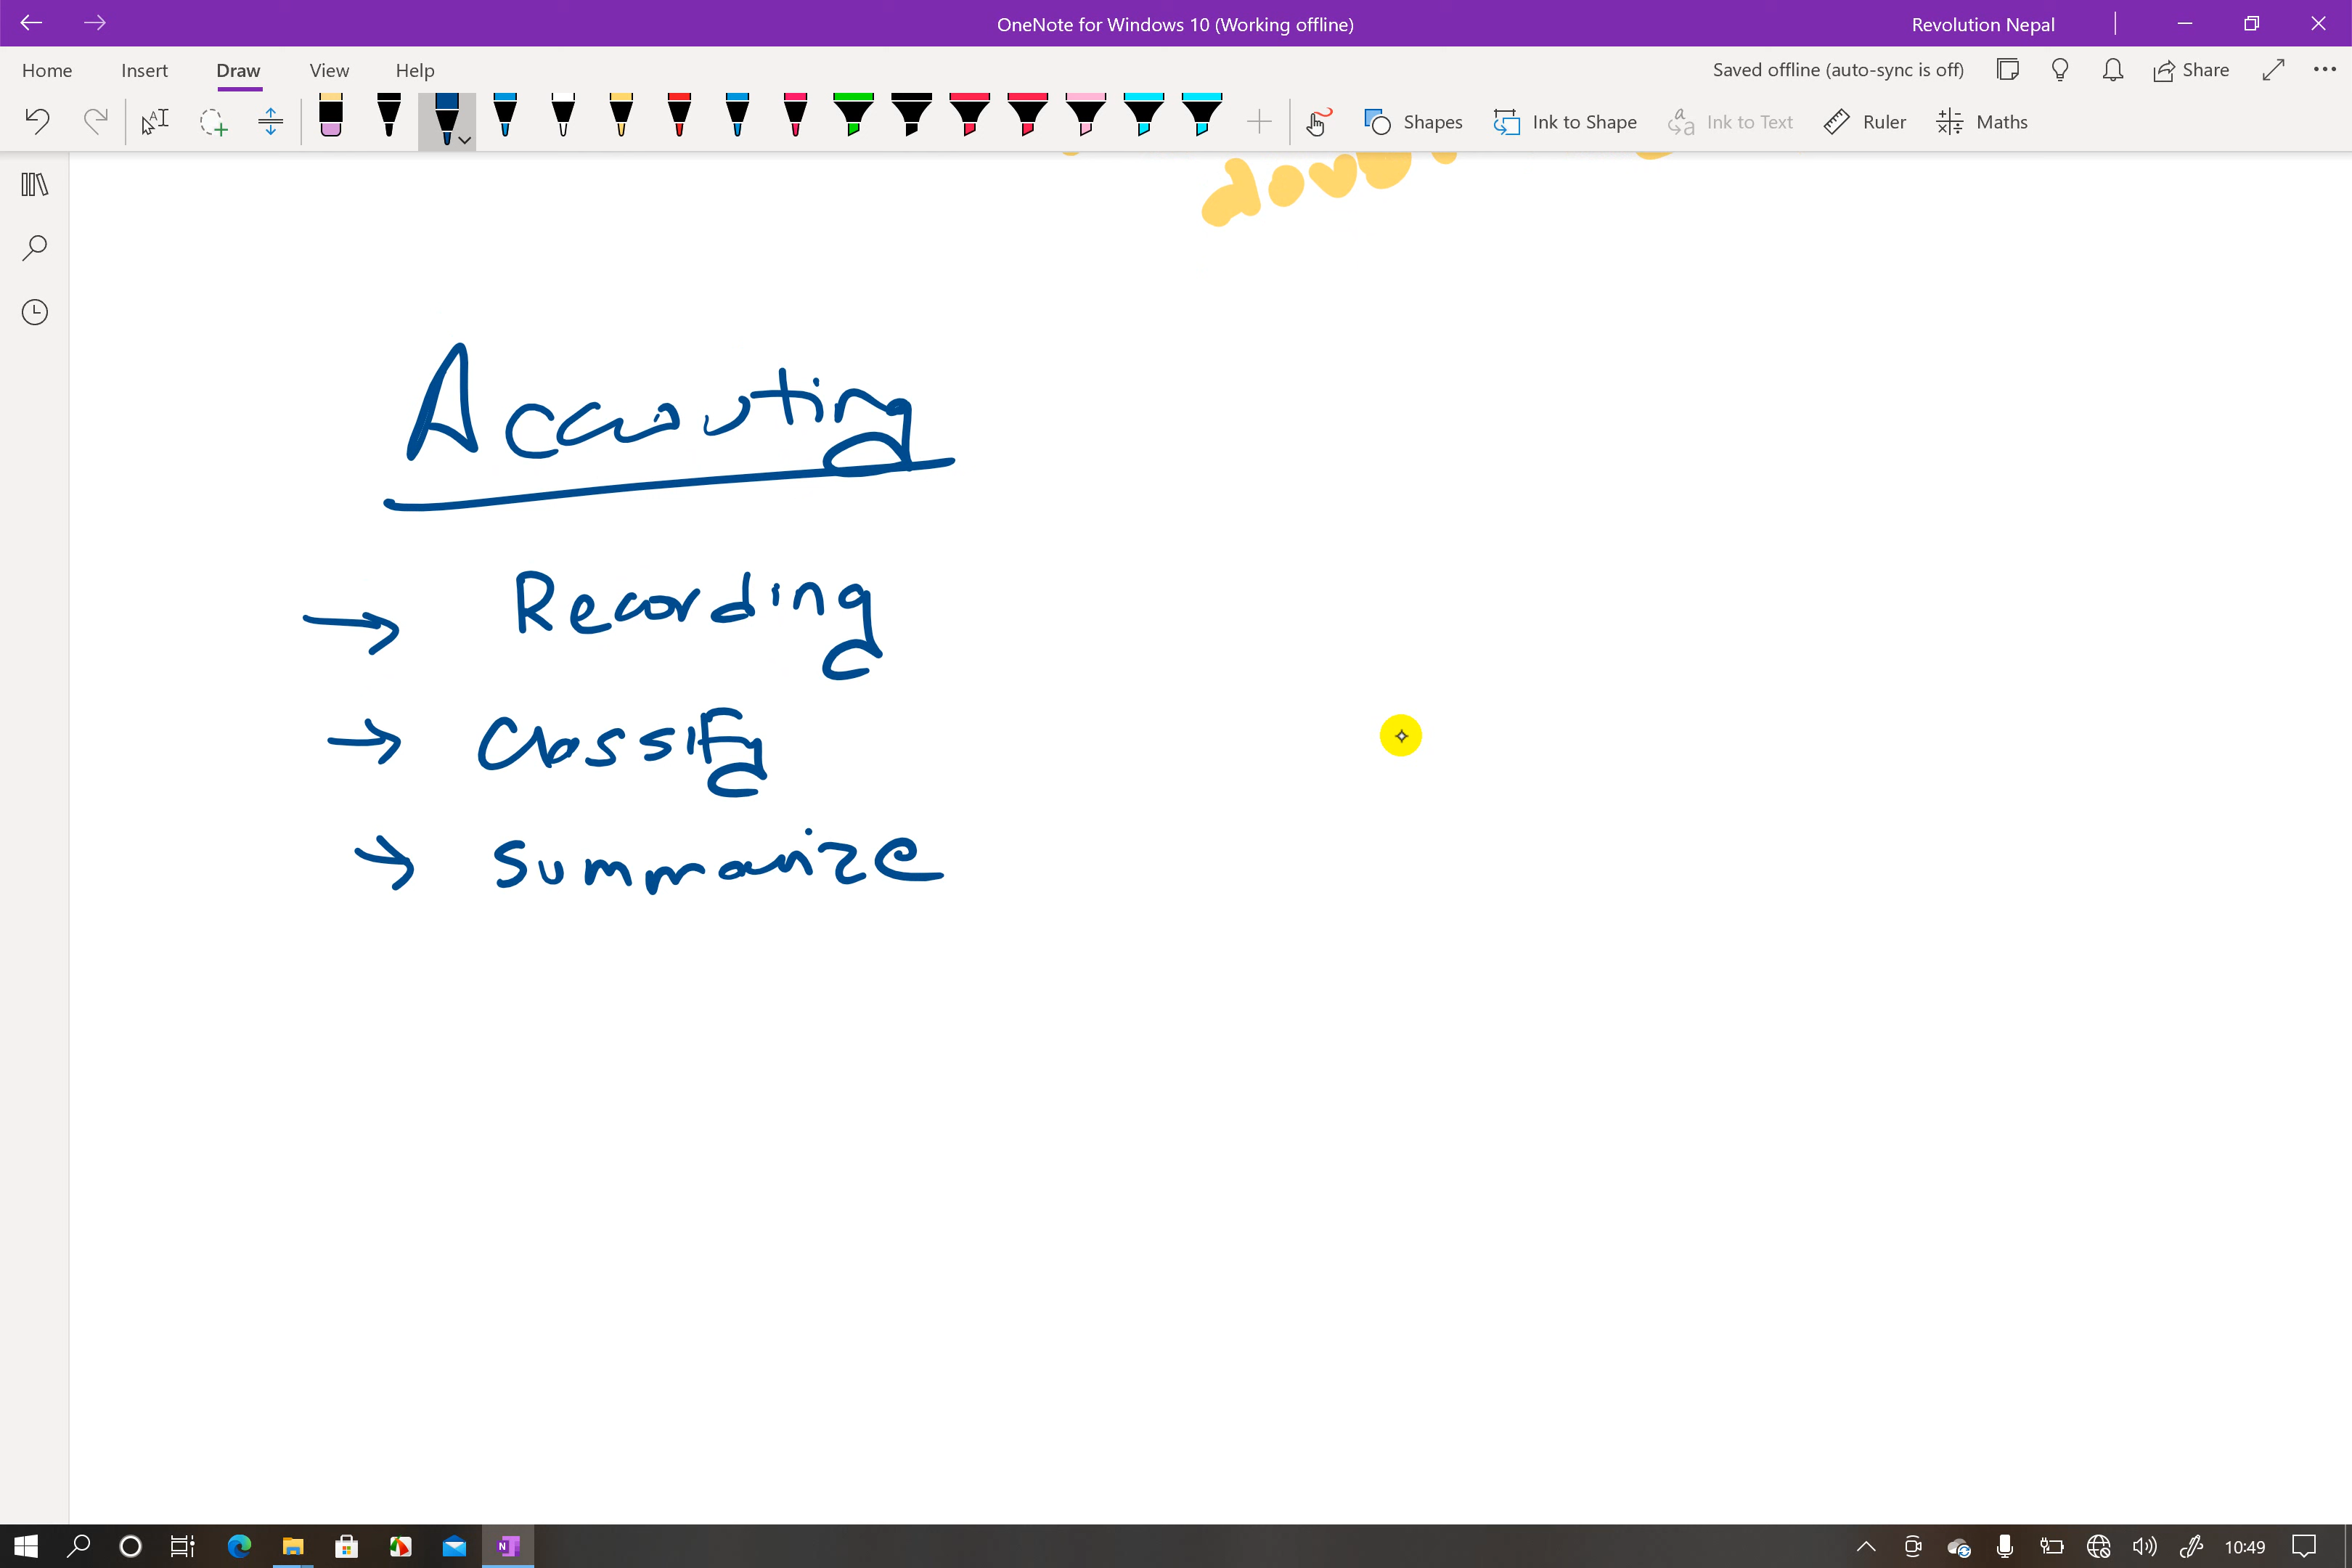 OneNote for Windows 10 (Working offline)
Revolution Nepal
Home Insert Draw View Help
Saved offline (auto-sync is off) Share
Shapes Ink to Shape Ink to Text Ruler Maths
Accouting
→ Recording
→ Classify
→ Summarize
10:49